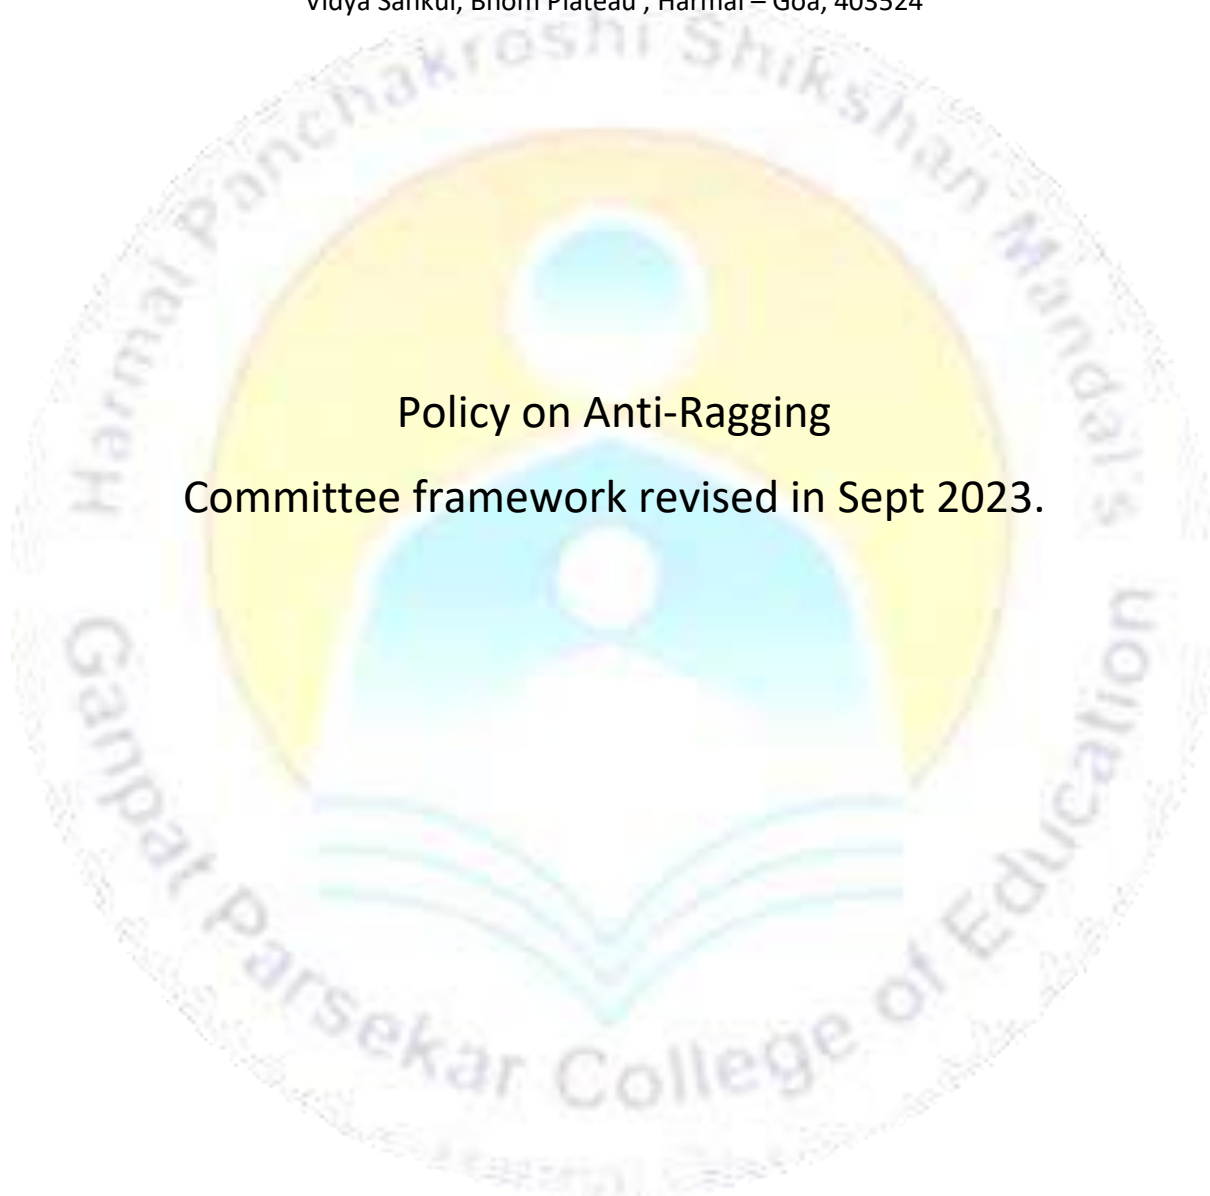 Vidya Sankul, Bhom Plateau , Harmal – Goa, 403524
Harmal Panchakroshi Shikshan Mandal's
Policy on Anti-Ragging
Committee framework revised in Sept 2023.
Ganpat Parsekar College of Education